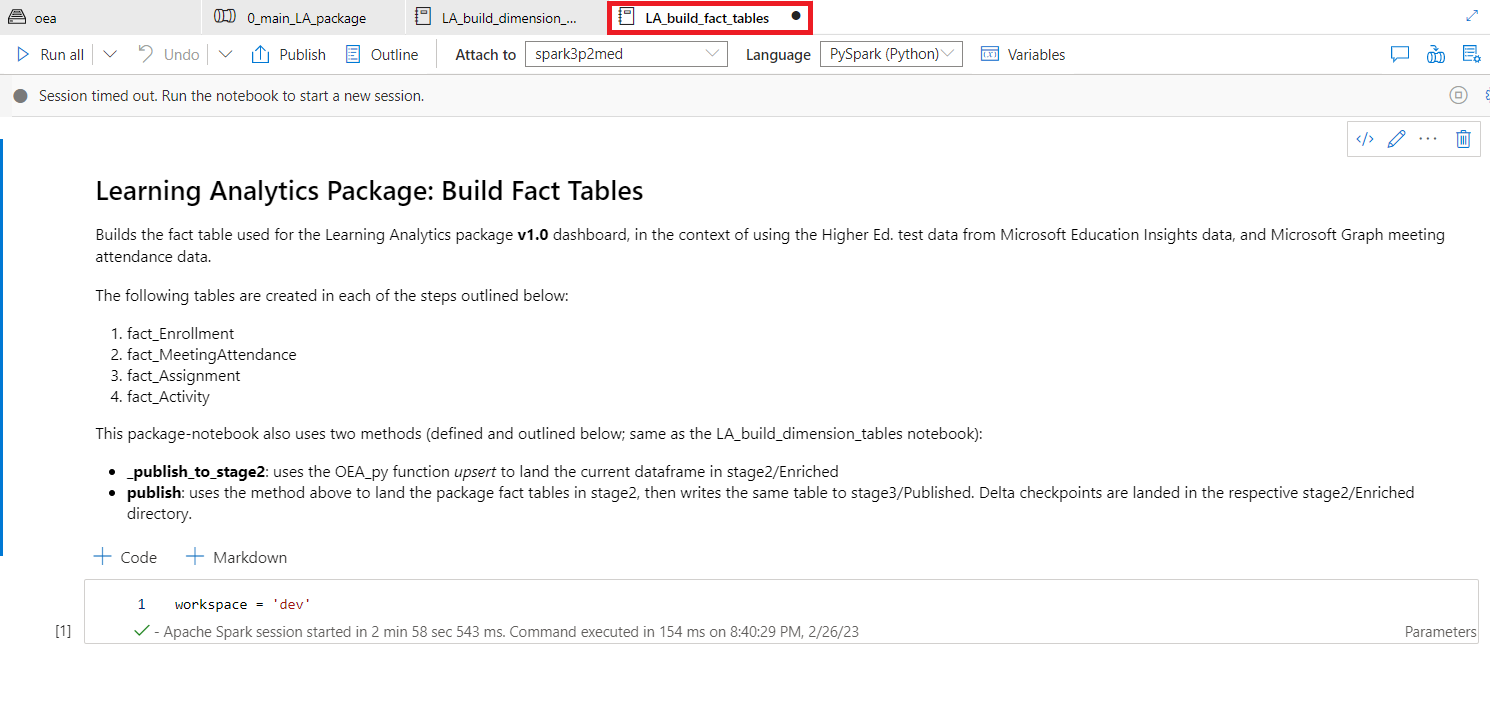 oea 0_main_LA_package LA_build_dimension_... LA_build_fact_tables
Run all Undo Publish Outline Attach to spark3p2med Language PySpark (Python) Variables
Session timed out. Run the notebook to start a new session.
Learning Analytics Package: Build Fact Tables
Builds the fact table used for the Learning Analytics package v1.0 dashboard, in the context of using the Higher Ed. test data from Microsoft Education Insights data, and Microsoft Graph meeting
attendance data.
The following tables are created in each of the steps outlined below:
1. fact_Enrollment
2. fact_MeetingAttendance
3. fact_Assignment
4. fact_Activity
This package-notebook also uses two methods (defined and outlined below; same as the LA_build_dimension_tables notebook):
• _publish_to_stage2: uses the OEA_py function upsert to land the current dataframe in stage2/Enriched
• publish: uses the method above to land the package fact tables in stage2, then writes the same table to stage3/Published. Delta checkpoints are landed in the respective stage2/Enriched
directory.
+ Code + Markdown
1 workspace = 'dev'
[1] - Apache Spark session started in 2 min 58 sec 543 ms. Command executed in 154 ms on 8:40:29 PM, 2/26/23 Parameters